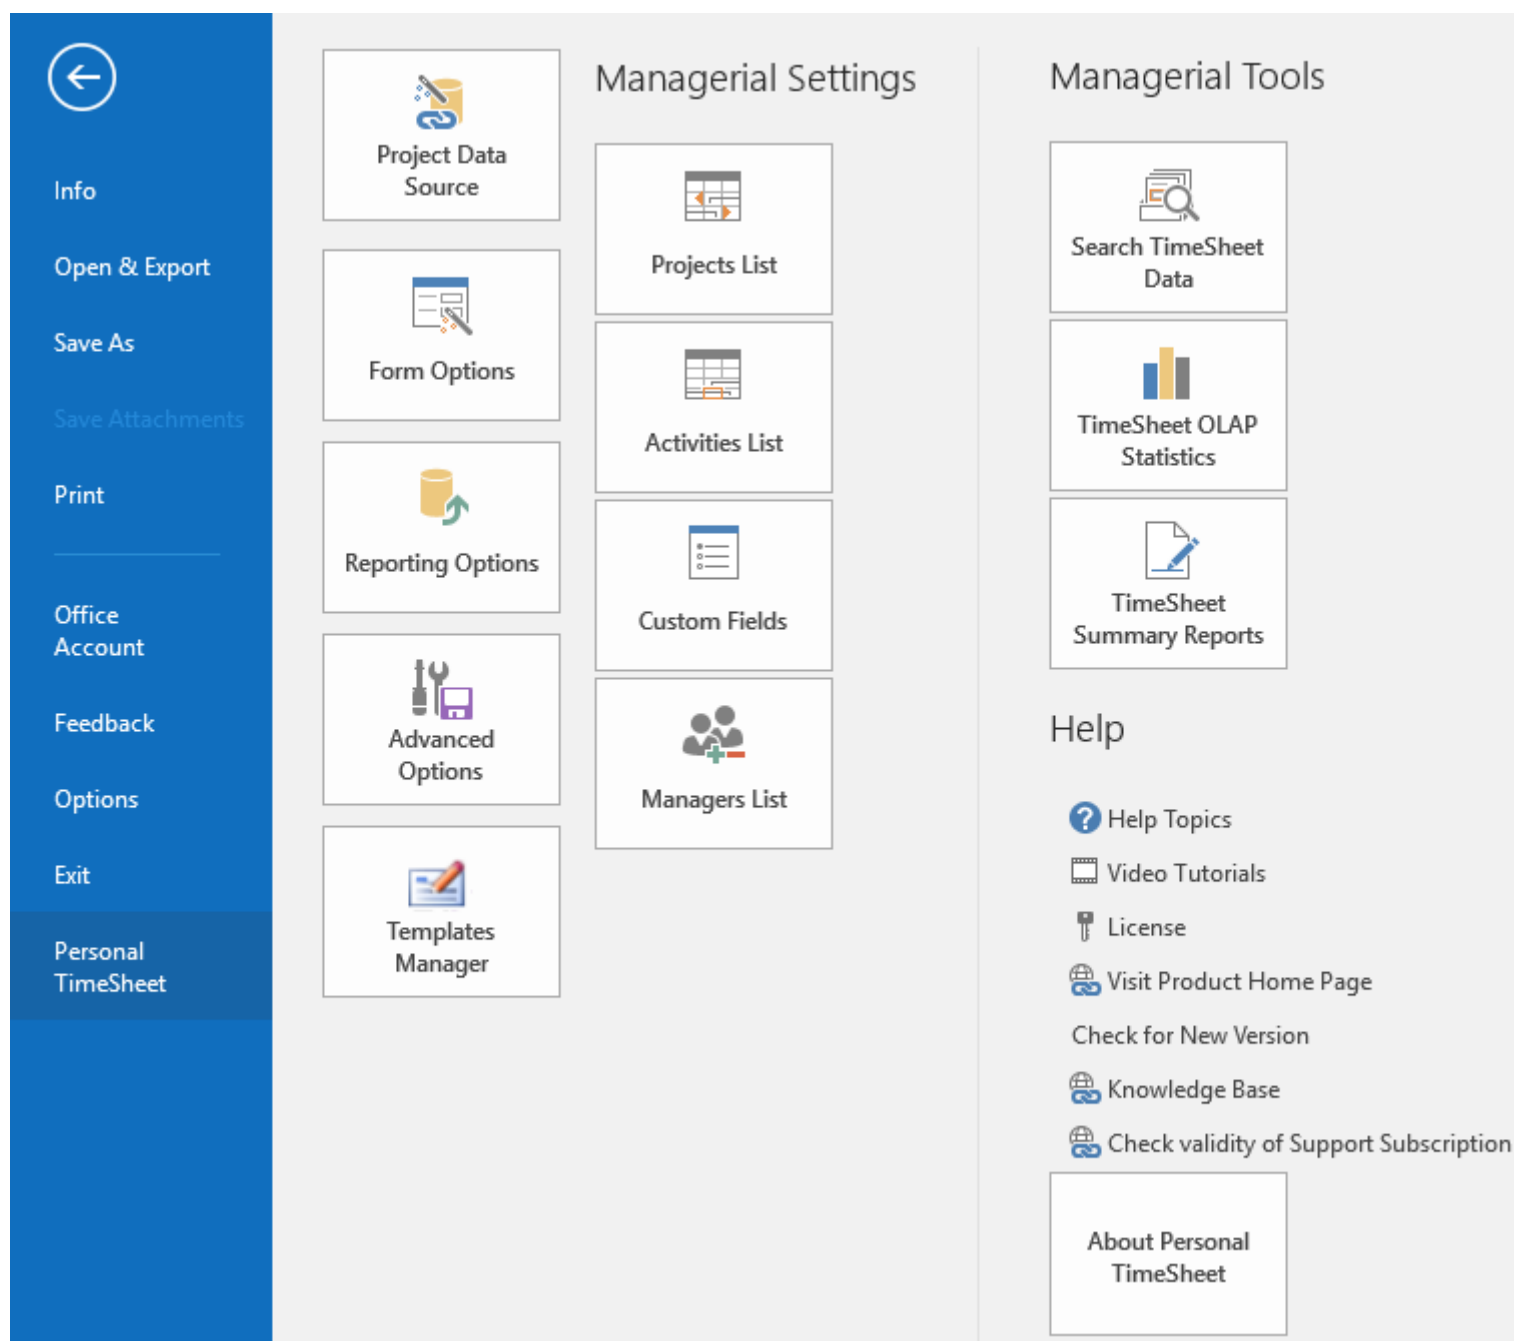 Info
Open & Export
Save As
Save Attachments
Print
Office
Account
Feedback
Options
Exit
Personal
TimeSheet
Project Data
Source
Form Options
Reporting Options
Advanced
Options
Templates
Manager
Managerial Settings
Projects List
Activities List
Custom Fields
Managers List
Managerial Tools
Search TimeSheet
Data
TimeSheet OLAP
Statistics
TimeSheet
Summary Reports
Help
Help Topics
Video Tutorials
License
Visit Product Home Page
Check for New Version
Knowledge Base
Check validity of Support Subscription
About Personal
TimeSheet